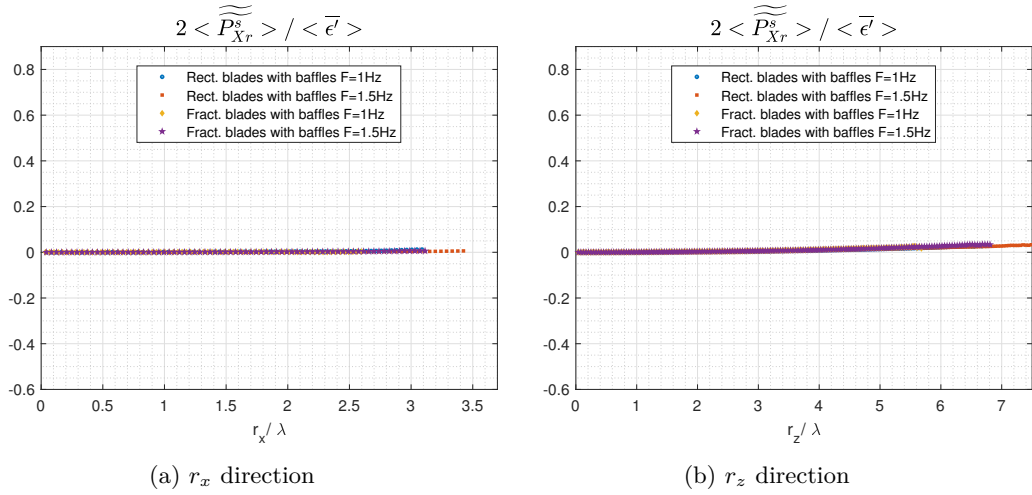 2 < \widetilde{\widetilde{P^s_{Xr}}} > / < \overline{ϵ'} >
0.8
0.6
0.4
0.2
0
-0.2
-0.4
-0.6
Rect. blades with baffles F=1Hz
Rect. blades with baffles F=1.5Hz
Fract. blades with baffles F=1Hz
Fract. blades with baffles F=1.5Hz
0 0.5 1 1.5 2 2.5 3 3.5
r_x/ λ
(a) r_x direction
2 < \widetilde{\widetilde{P^s_{Xr}}} > / < \overline{ϵ'} >
0.8
0.6
0.4
0.2
0
-0.2
-0.4
-0.6
Rect. blades with baffles F=1Hz
Rect. blades with baffles F=1.5Hz
Fract. blades with baffles F=1Hz
Fract. blades with baffles F=1.5Hz
0 1 2 3 4 5 6 7
r_z/ λ
(b) r_z direction